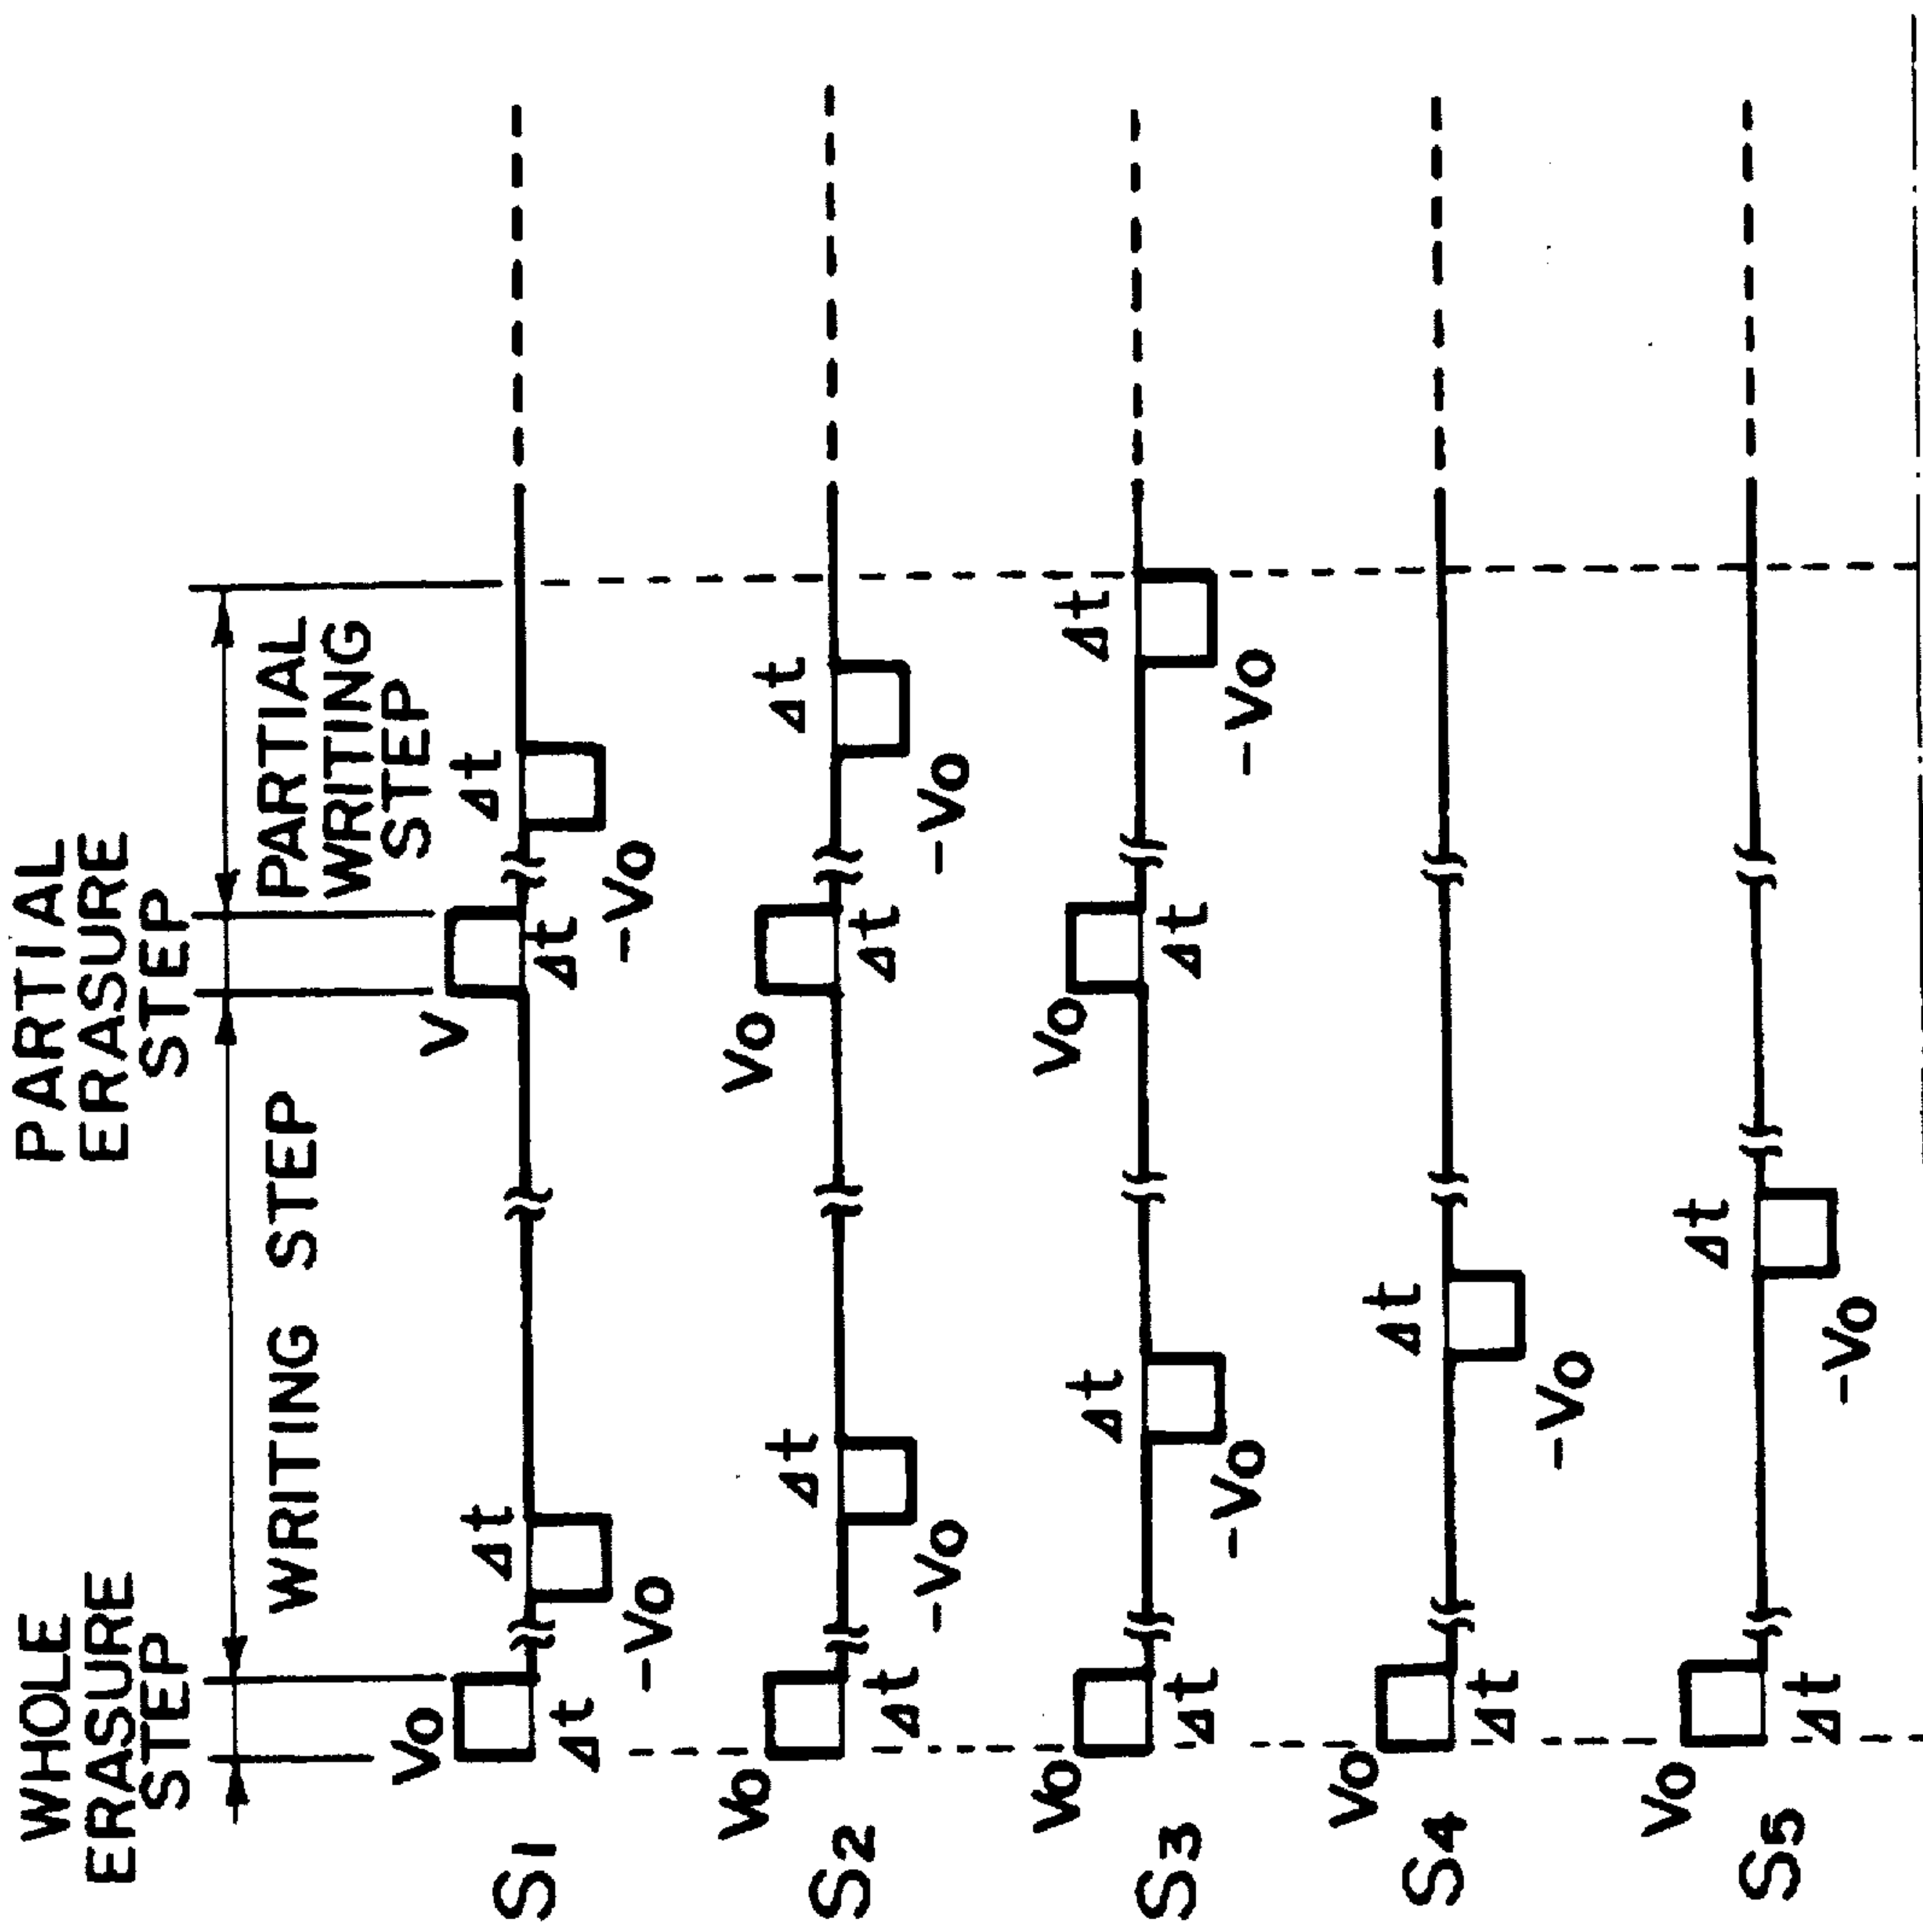 WHOLE
ERASURE
STEP
WRITING STEP
PARTIAL
ERASURE
STEP
PARTIAL
WRITING
STEP
S1
Vo
Δt
-Vo
Δt
V
Δt
-Vo
Δt
S2
Vo
Δt
-Vo
Δt
Vo
Δt
-Vo
Δt
S3
Vo
Δt
-Vo
Δt
Vo
Δt
-Vo
Δt
S4
Vo
Δt
-Vo
Δt
S5
Vo
Δt
-Vo
Δt